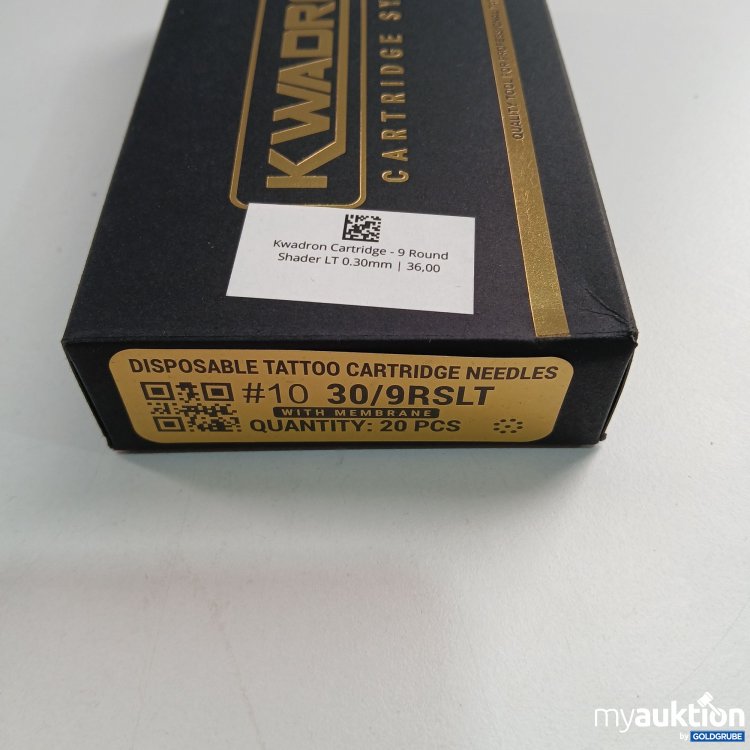 KWADR
CARTRIDGE SY
QUALITY TOOL FOR PROFESSIONAL
Kwadron Cartridge - 9 Round
Shader LT 0.30mm | 36,00
DISPOSABLE TATTOO CARTRIDGE NEEDLES
#10 30/9RSLT
WITH MEMBRANE
QUANTITY: 20 PCS
myauktion
by GOLDGRUBE